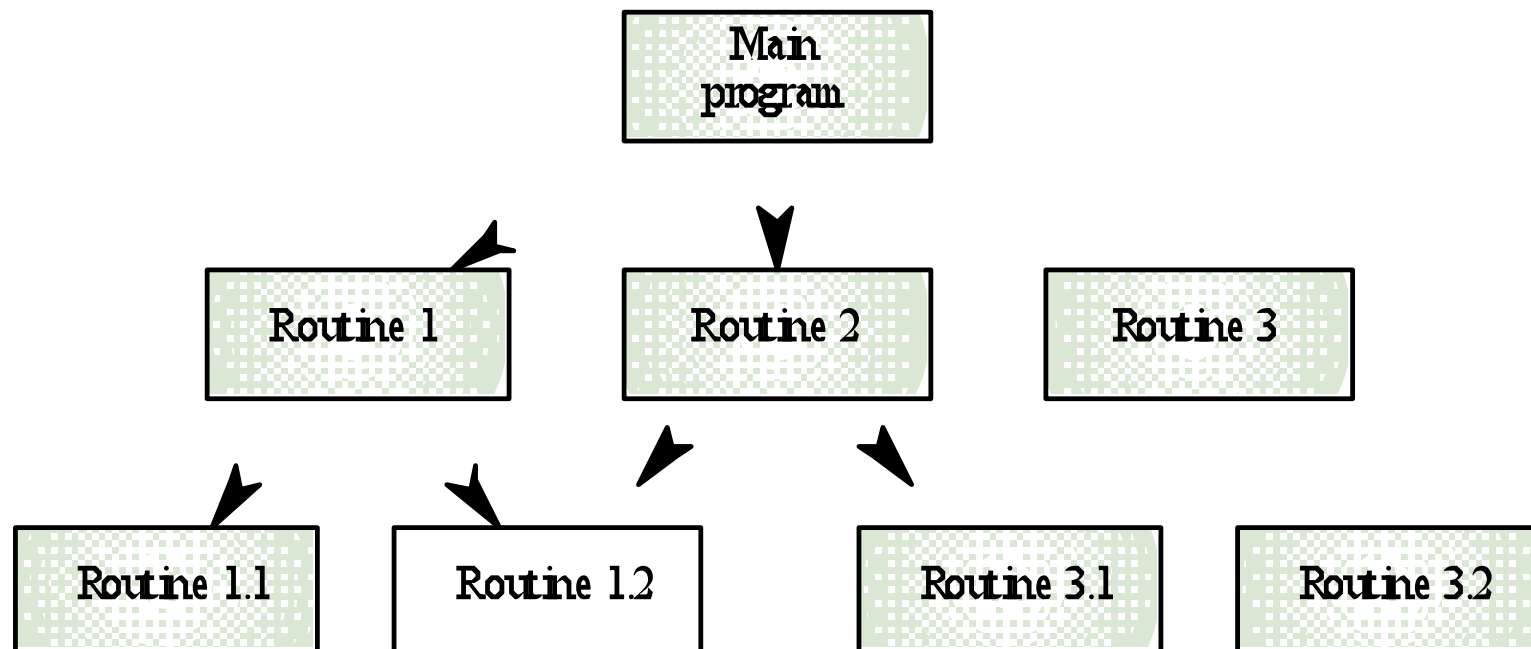 Main
program
Routine 1
Routine 2
Routine 3
Routine 1.1
Routine 1.2
Routine 3.1
Routine 3.2